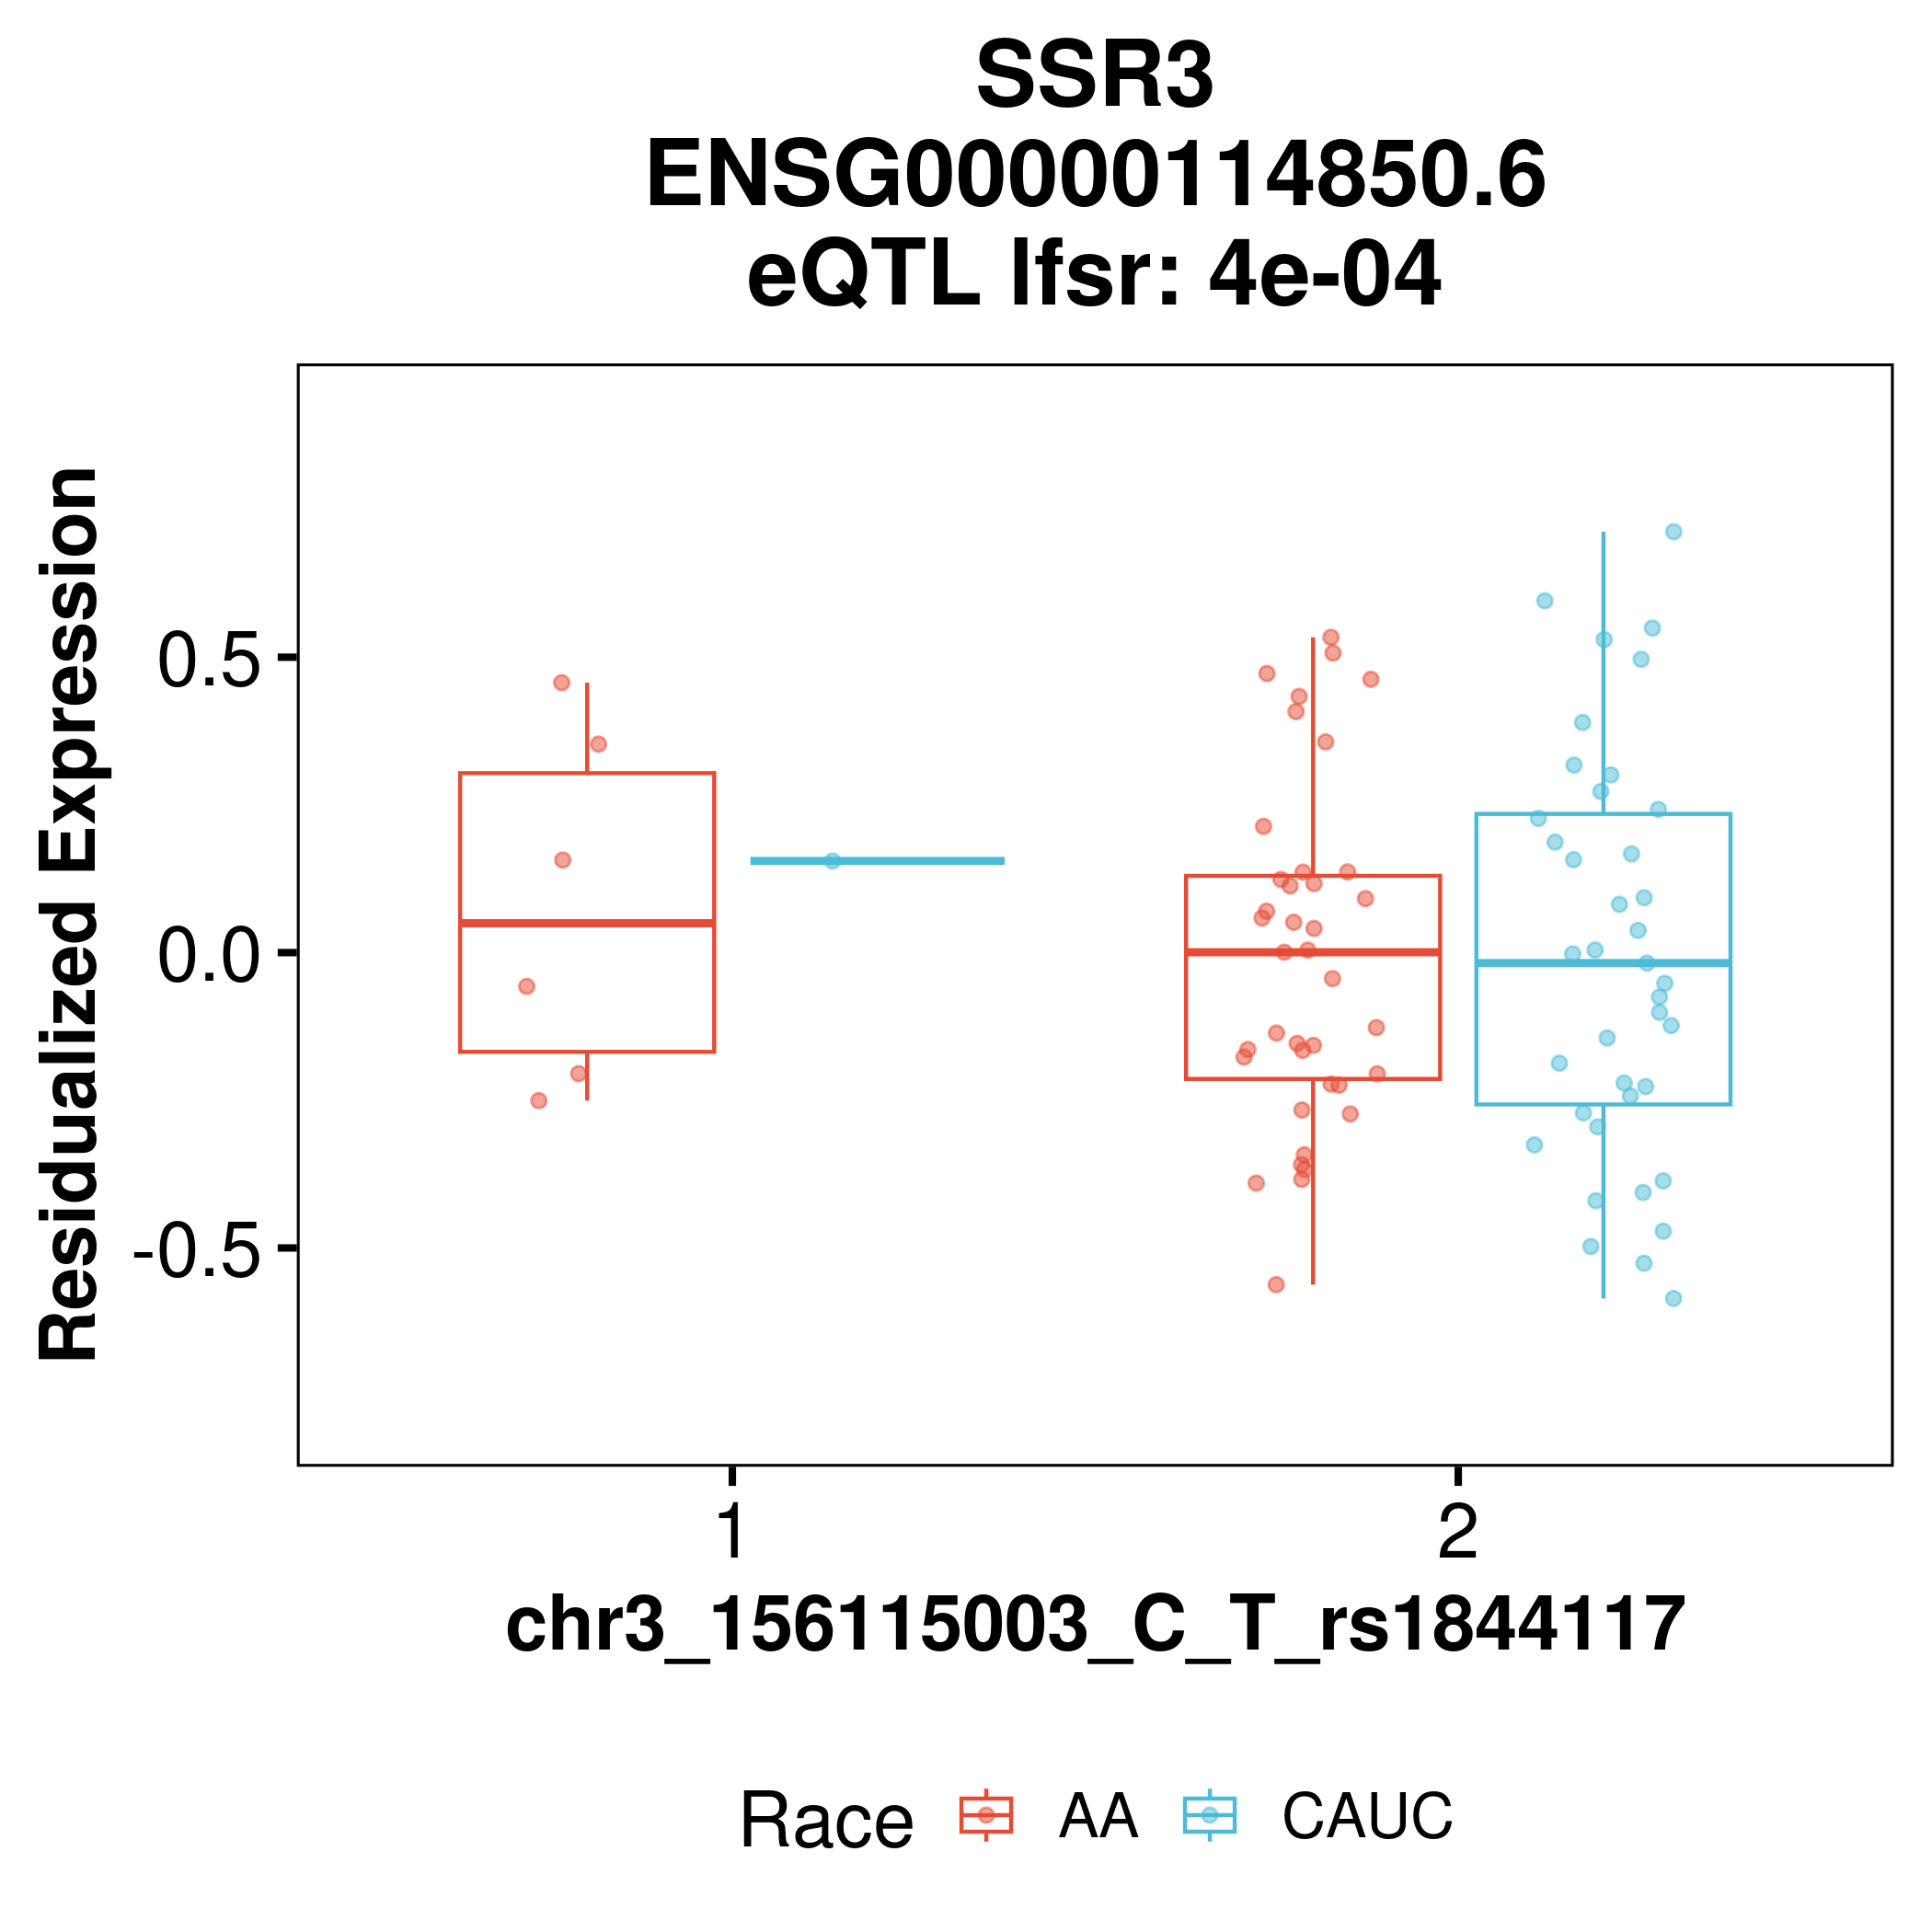 SSR3
ENSG00000114850.6
eQTL lfsr: 4e-04
Residualized Expression
0.5
0.0
-0.5
1 2
chr3_156115003_C_T_rs1844117
Race AA CAUC